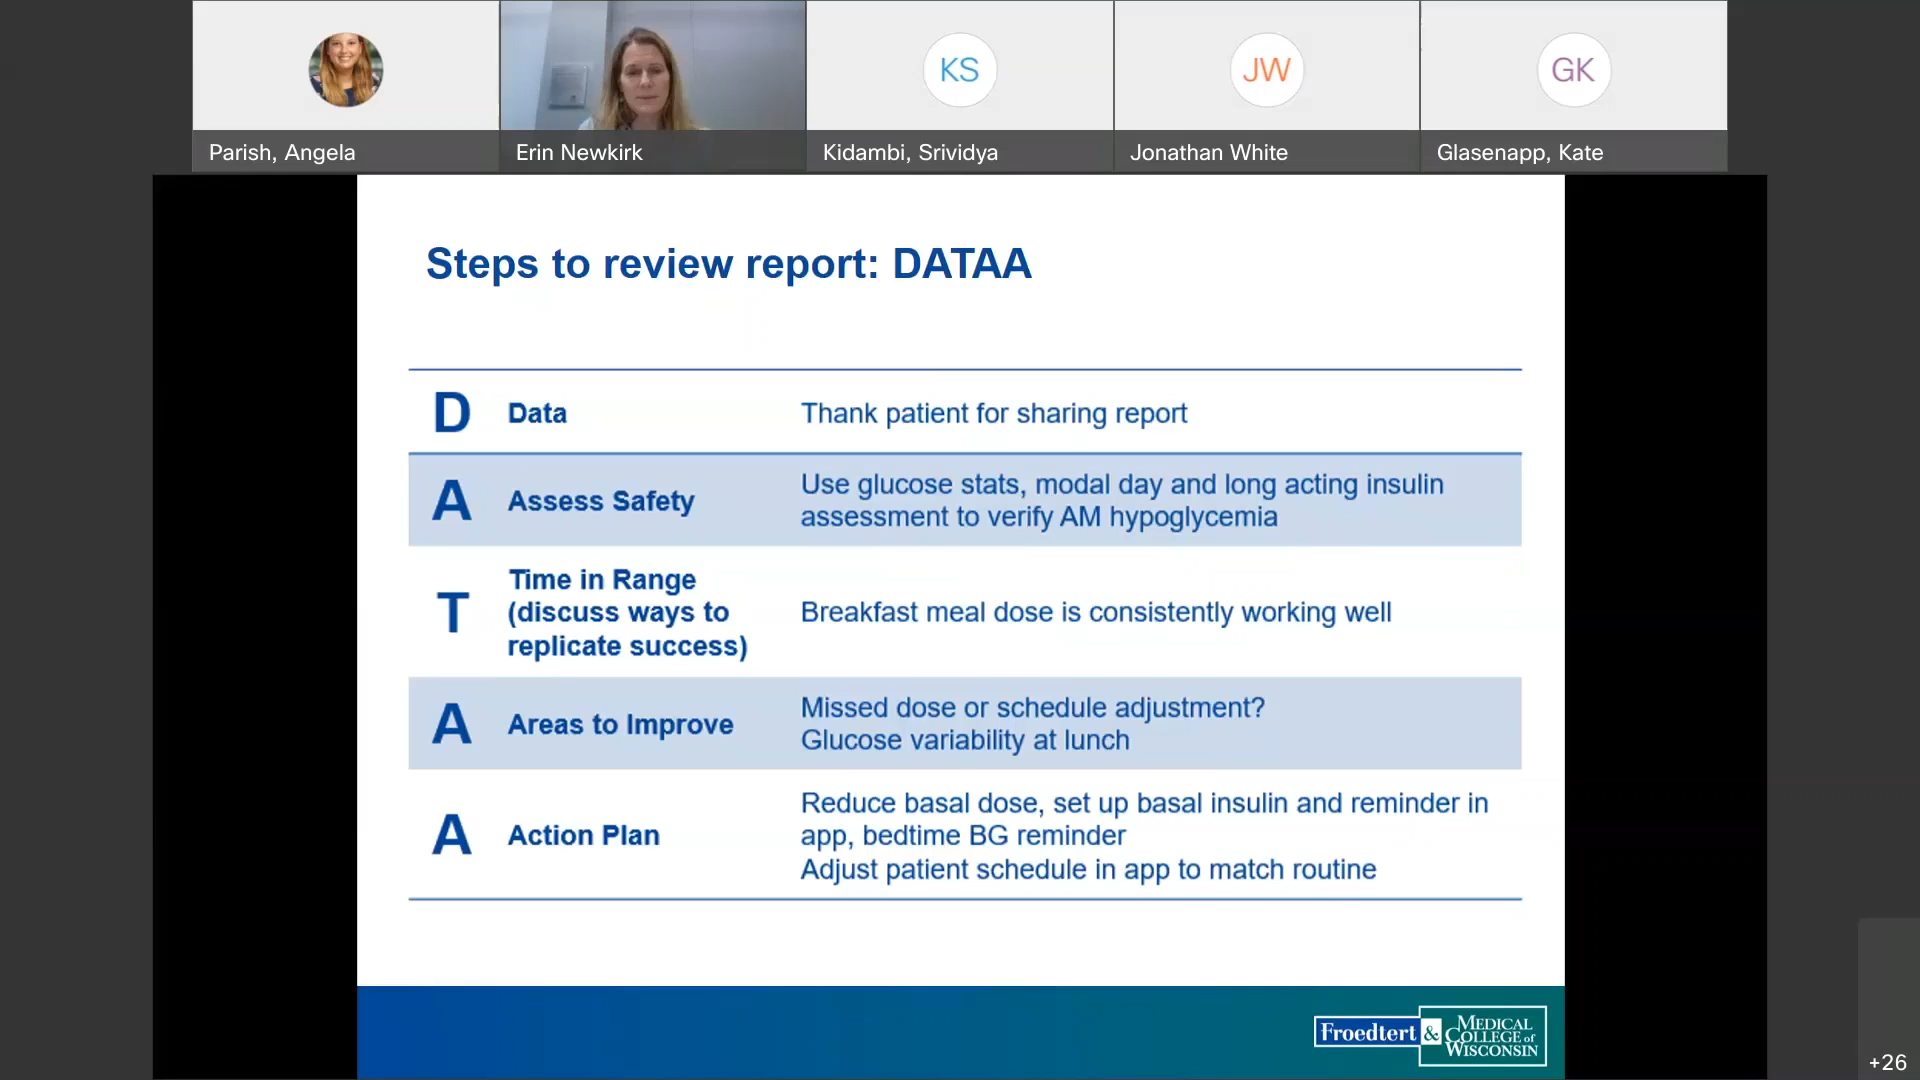 KS
JW
GK
Parish, Angela
Erin Newkirk
Kidambi, Srividya
Jonathan White
Glasenapp, Kate
Steps to review report: DATAA
D Data Thank patient for sharing report
A Assess Safety Use glucose stats, modal day and long acting insulin
assessment to verify AM hypoglycemia
T Time in Range
(discuss ways to
replicate success)
Breakfast meal dose is consistently working well
A Areas to Improve Missed dose or schedule adjustment?
Glucose variability at lunch
A Action Plan Reduce basal dose, set up basal insulin and reminder in
app, bedtime BG reminder
Adjust patient schedule in app to match routine
Froedtert &
MEDICAL
COLLEGE of
WISCONSIN
+26